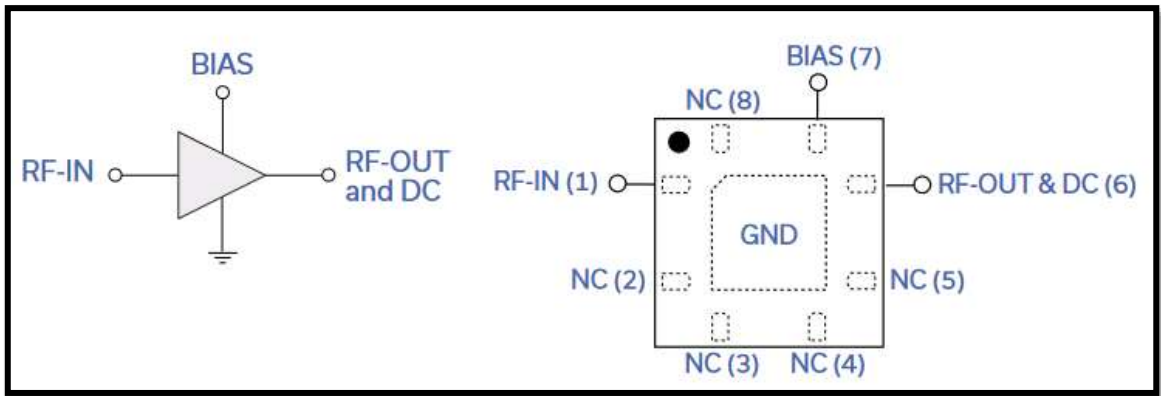 BIAS
RF-IN
RF-OUT
and DC
BIAS (7)
NC (8)
RF-IN (1)
RF-OUT & DC (6)
GND
NC (2)
NC (5)
NC (3)
NC (4)